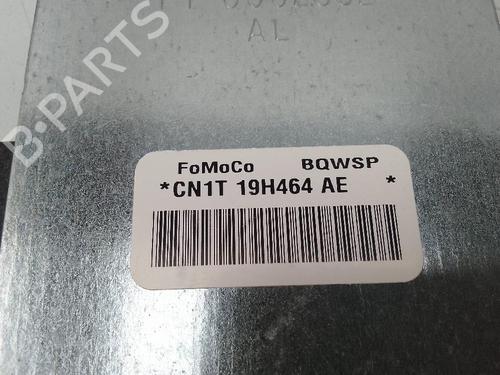 AL
FoMoCo BQWSP
*CN1T 19H464 AE *
B-PARTS